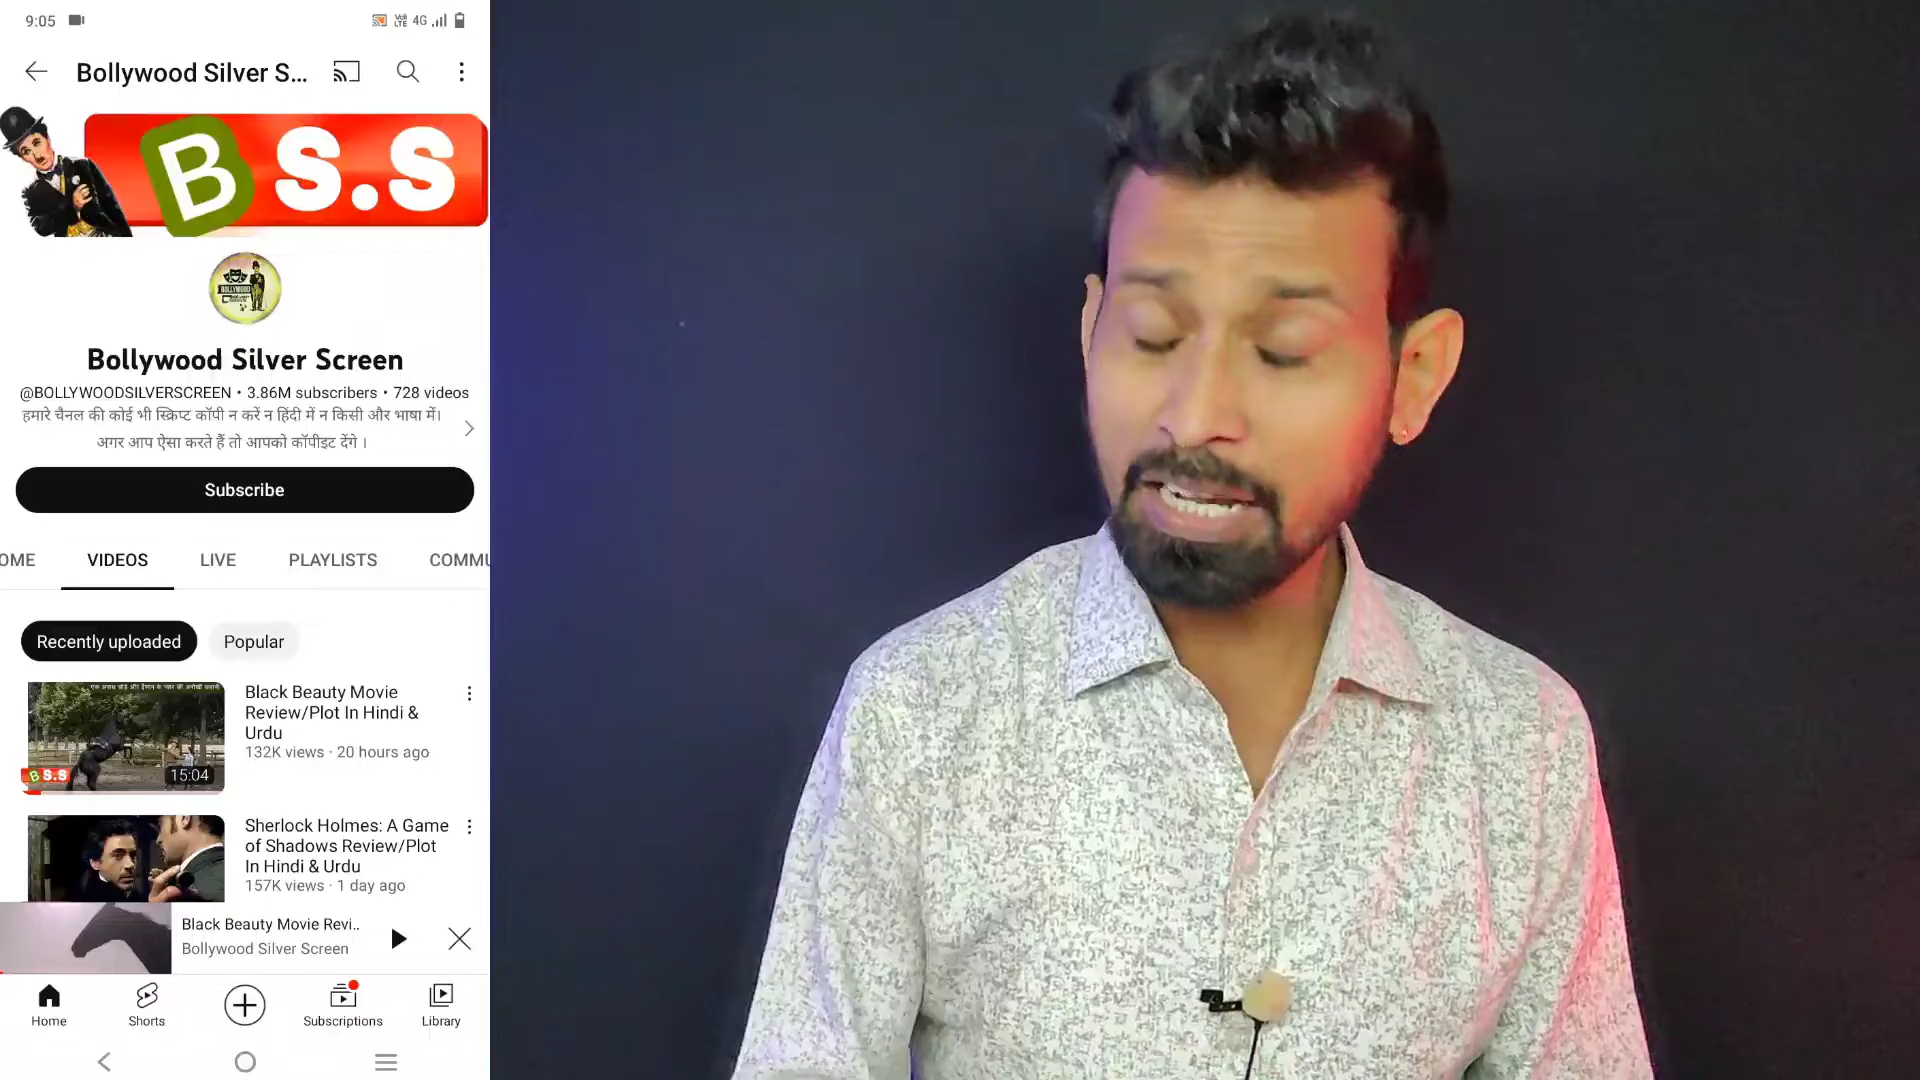 9:05
VoLTE 4G
Bollywood Silver S...
B S.S
BOLLYWOOD
Bollywood Silver Screen
@BOLLYWOODSILVERSCREEN • 3.86M subscribers • 728 videos
हमारे चैनल की कोई भी स्क्रिप्ट कॉपी न करें न हिंदी में न किसी और भाषा में।
अगर आप ऐसा करते हैं तो आपको कॉपीइट देंगे ।
Subscribe
OME
VIDEOS
LIVE
PLAYLISTS
COMMU
Recently uploaded
Popular
Black Beauty Movie
Review/Plot In Hindi &
Urdu
132K views · 20 hours ago
B S.S
15:04
Sherlock Holmes: A Game
of Shadows Review/Plot
In Hindi & Urdu
157K views · 1 day ago
Black Beauty Movie Revi..
Bollywood Silver Screen
Home
Shorts
Subscriptions
Library